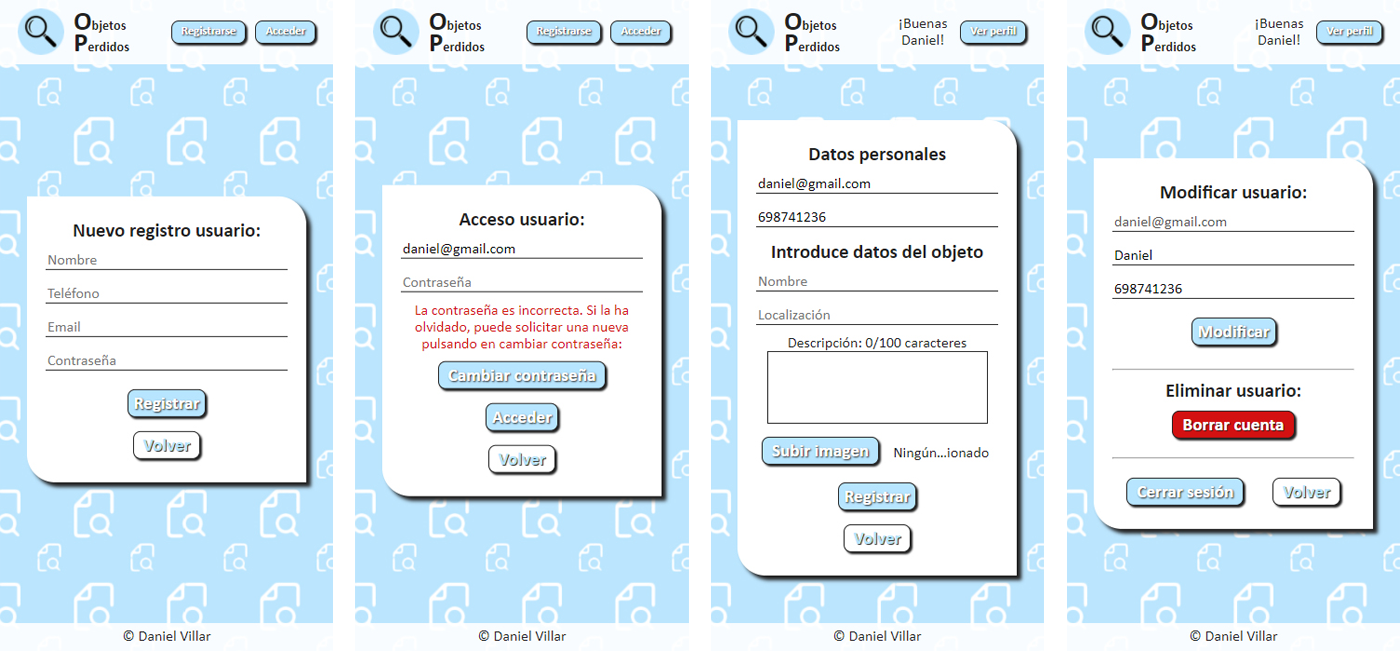 Objetos
Perdidos
Registrarse
Acceder
Nuevo registro usuario:
Nombre
Teléfono
Email
Contraseña
Registrar
Volver
© Daniel Villar
Objetos
Perdidos
Registrarse
Acceder
Acceso usuario:
daniel@gmail.com
Contraseña
La contraseña es incorrecta. Si la ha
olvidado, puede solicitar una nueva
pulsando en cambiar contraseña:
Cambiar contraseña
Acceder
Volver
© Daniel Villar
Objetos
Perdidos
¡Buenas
Daniel!
Ver perfil
Datos personales
daniel@gmail.com
698741236
Introduce datos del objeto
Nombre
Localización
Descripción: 0/100 caracteres
Subir imagen
Ningún...ionado
Registrar
Volver
© Daniel Villar
Objetos
Perdidos
¡Buenas
Daniel!
Ver perfil
Modificar usuario:
daniel@gmail.com
Daniel
698741236
Modificar
Eliminar usuario:
Borrar cuenta
Cerrar sesión
Volver
© Daniel Villar